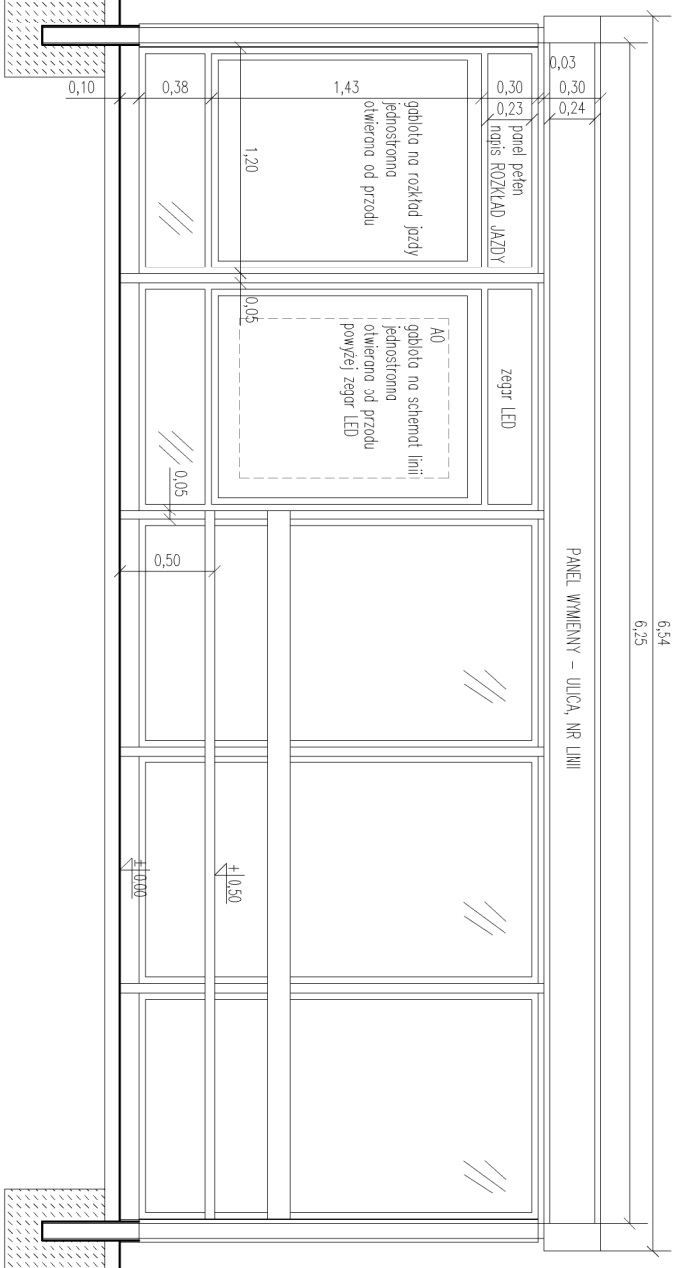 6,54
6,25
PANEL WYMIENNY - ULICA, NR LINII
0,03
0,10
0,38
1,43
0,30
0,30
0,23
0,24
panel pełen
napis ROZKŁAD JAZDY
gablota na rozkład jazdy
jednostronna
otwierana od przodu
1,20
0,05
zegar LED
A0
gablota na schemat linii
jednostronna
otwierana od przodu
powyżej zegar LED
0,05
0,50
+ 0,50
± 0,00